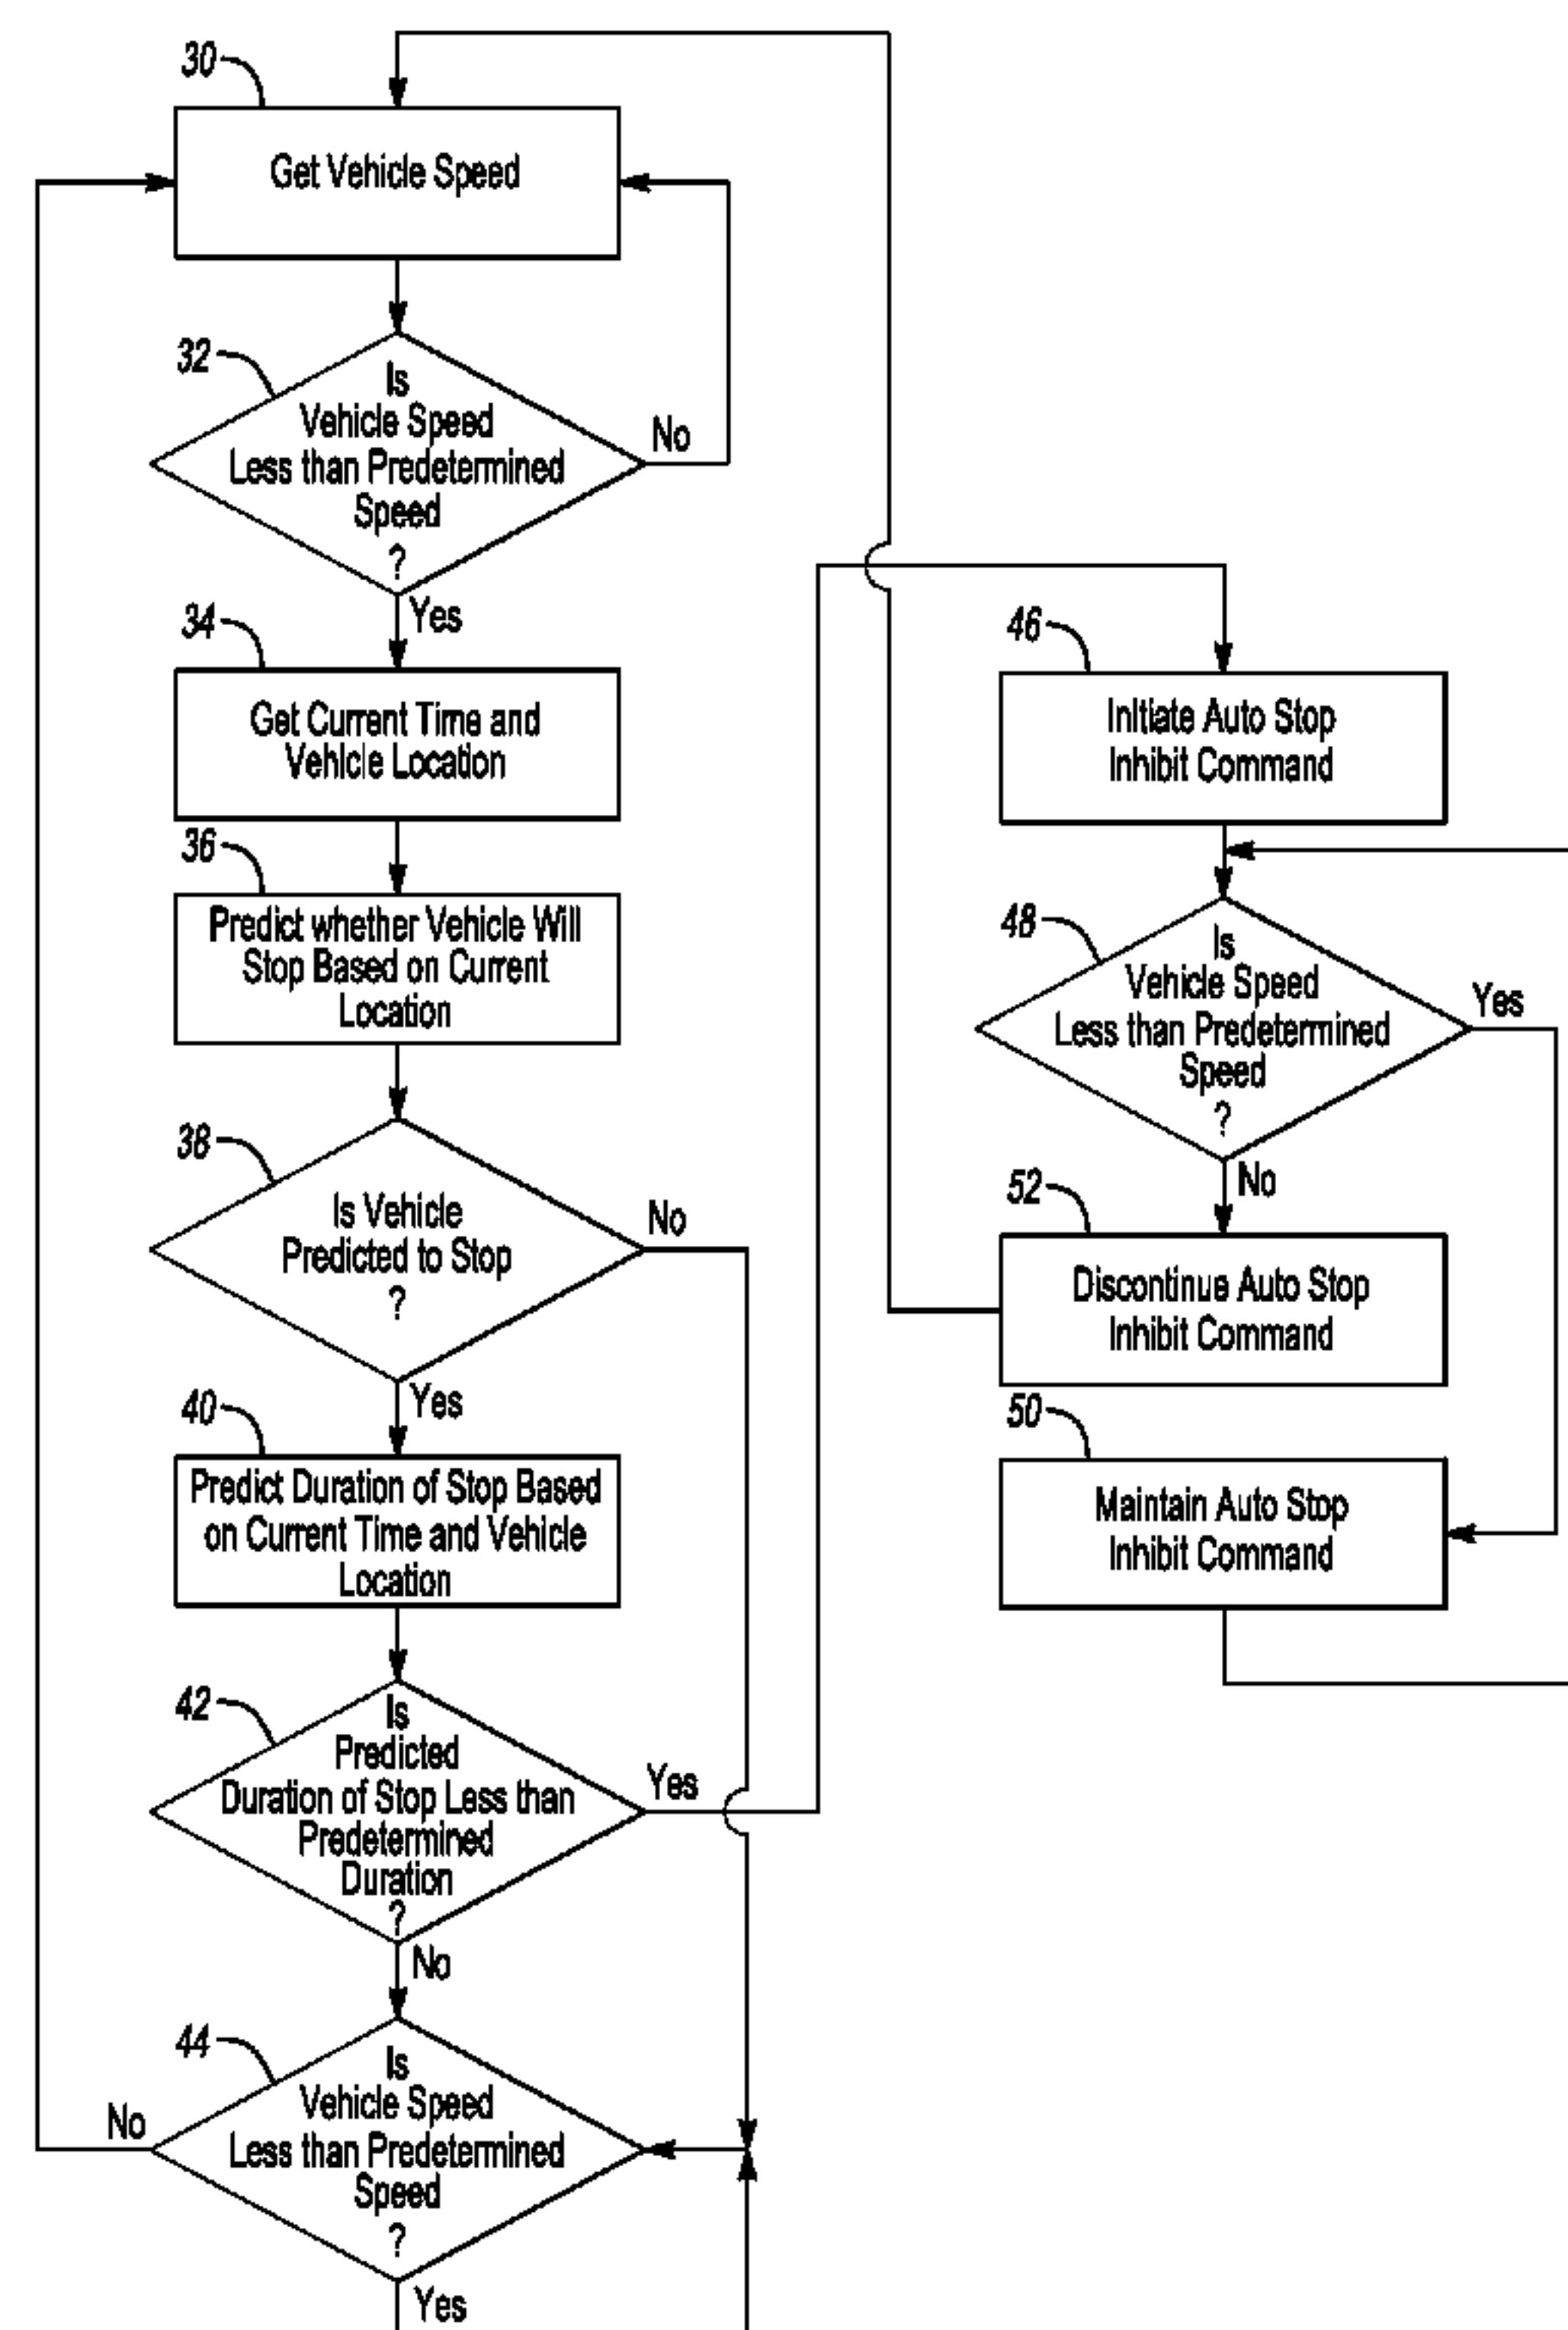 30
Get Vehicle Speed
32
Is
Vehicle Speed
Less than Predetermined
Speed
?
No
Yes
34
Get Current Time and
Vehicle Location
36
Predict whether Vehicle Will
Stop Based on Current
Location
38
Is Vehicle
Predicted to Stop
?
No
Yes
40
Predict Duration of Stop Based
on Current Time and Vehicle
Location
42
Is
Predicted
Duration of Stop Less than
Predetermined
Duration
?
Yes
No
44
Is
Vehicle Speed
Less than Predetermined
Speed
?
No
Yes
46
Initiate Auto Stop
Inhibit Command
48
Is
Vehicle Speed
Less than Predetermined
Speed
?
Yes
No
52
Discontinue Auto Stop
Inhibit Command
50
Maintain Auto Stop
Inhibit Command